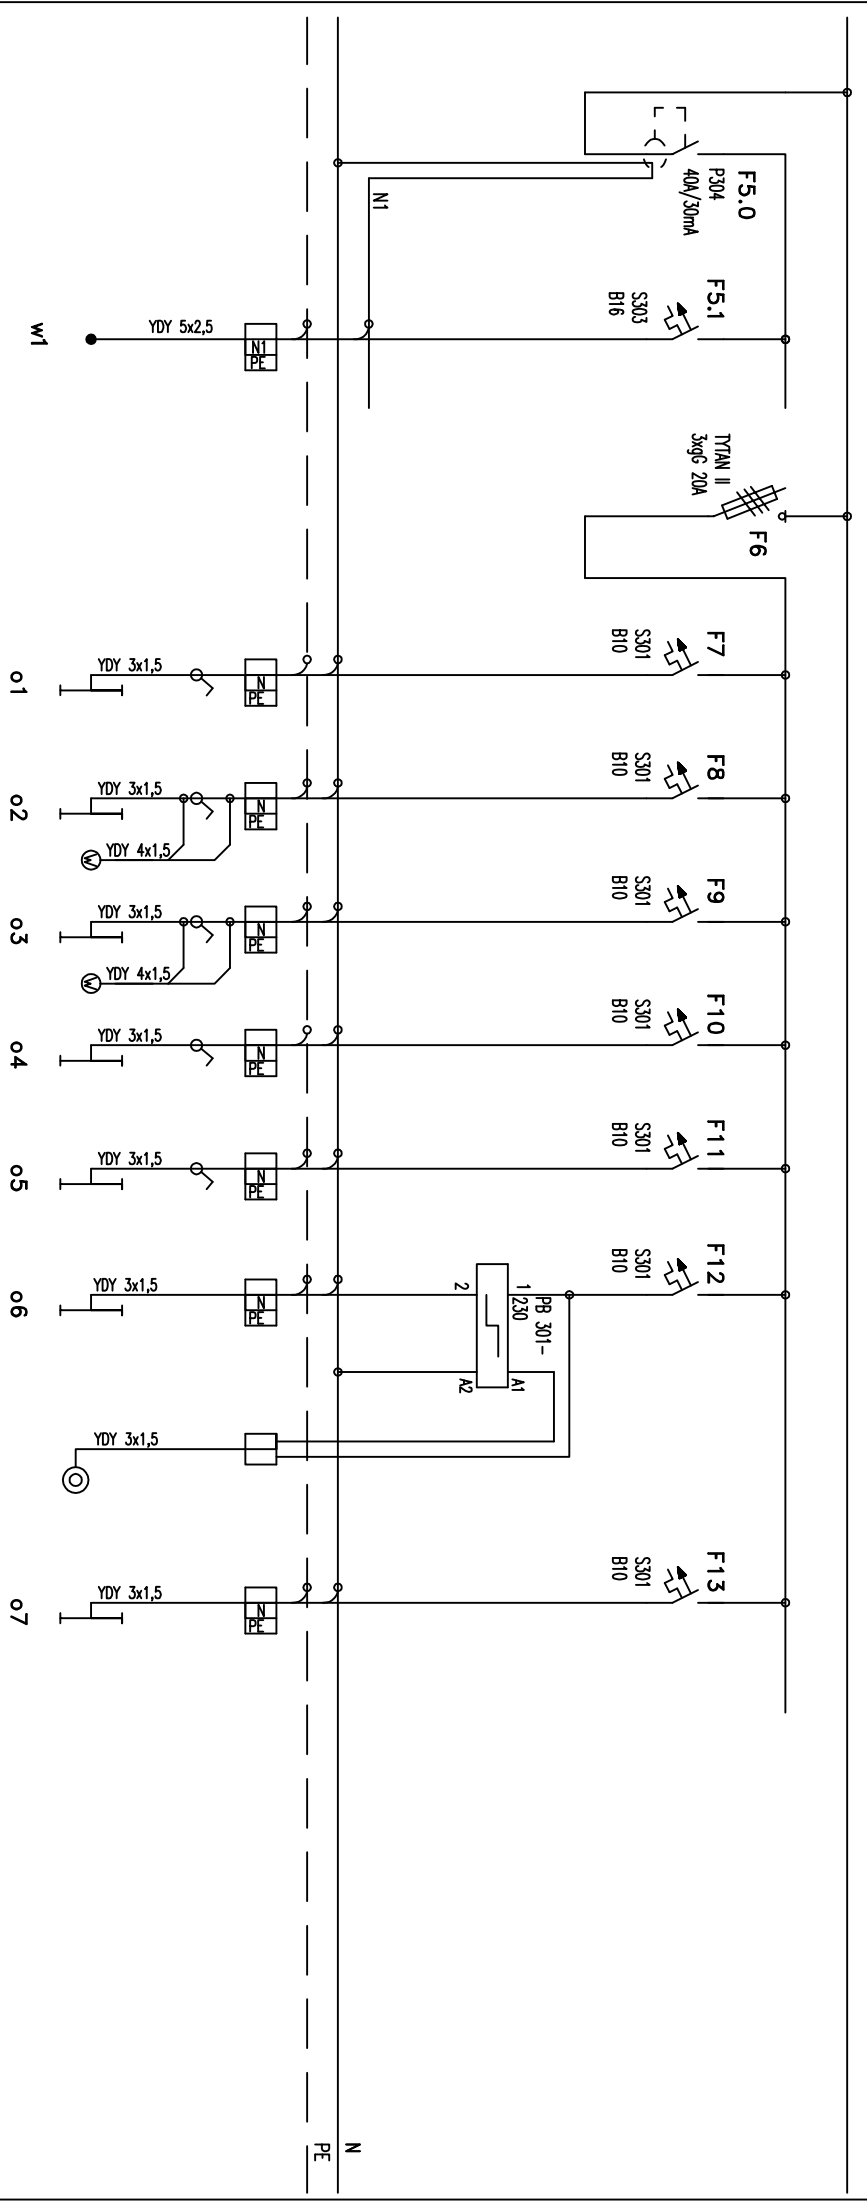 F5.0
P304
40A/30mA
N1
F5.1
S303
B16
N1
PE
YDY 5x2,5
w1
TYTAN II
3xgG 20A
F6
F7
S301
B10
N
PE
YDY 3x1,5
o1
F8
S301
B10
N
PE
YDY 3x1,5
W
YDY 4x1,5
o2
F9
S301
B10
N
PE
YDY 3x1,5
W
YDY 4x1,5
o3
F10
S301
B10
N
PE
YDY 3x1,5
o4
F11
S301
B10
N
PE
YDY 3x1,5
o5
F12
S301
B10
PB 301-
230
1
2
A1
A2
N
PE
YDY 3x1,5
o6
YDY 3x1,5
F13
S301
B10
N
PE
YDY 3x1,5
o7
N
PE